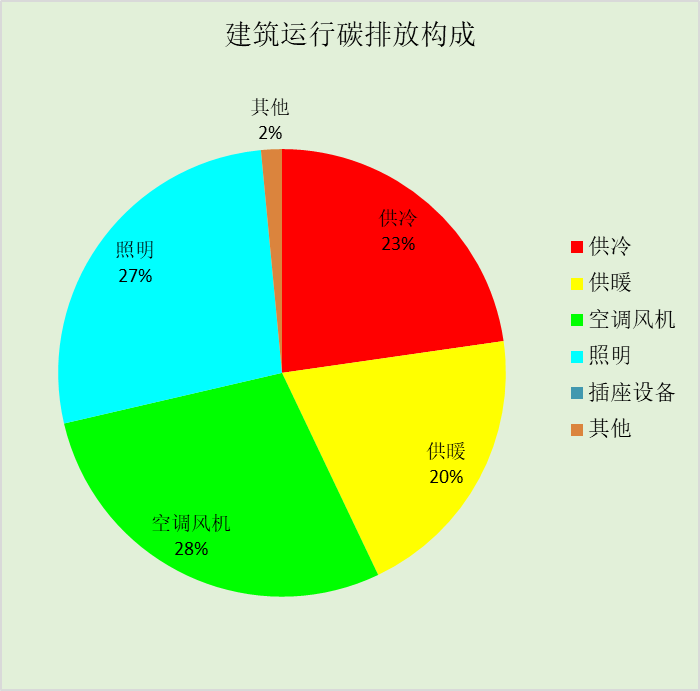 建筑运行碳排放构成
其他
2%
供冷
23%
照明
27%
供暖
20%
空调风机
28%
供冷
供暖
空调风机
照明
插座设备
其他